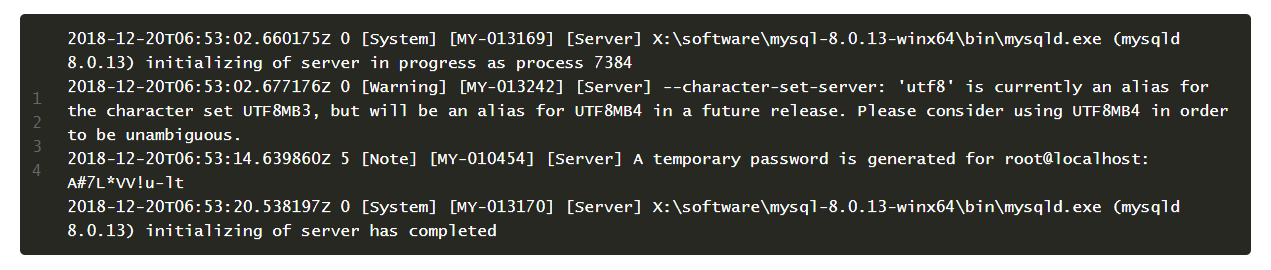 2018-12-20T06:53:02.660175Z 0 [System] [MY-013169] [Server] X:\software\mysql-8.0.13-winx64\bin\mysqld.exe (mysqld
8.0.13) initializing of server in progress as process 7384
2018-12-20T06:53:02.677176Z 0 [Warning] [MY-013242] [Server] --character-set-server: 'utf8' is currently an alias for
1
the character set UTF8MB3, but will be an alias for UTF8MB4 in a future release. Please consider using UTF8MB4 in order
2
to be unambiguous.
3
2018-12-20T06:53:14.639860Z 5 [Note] [MY-010454] [Server] A temporary password is generated for root@localhost:
4
A#7L*VV!u-lt
2018-12-20T06:53:20.538197Z 0 [System] [MY-013170] [Server] X:\software\mysql-8.0.13-winx64\bin\mysqld.exe (mysqld
8.0.13) initializing of server has completed